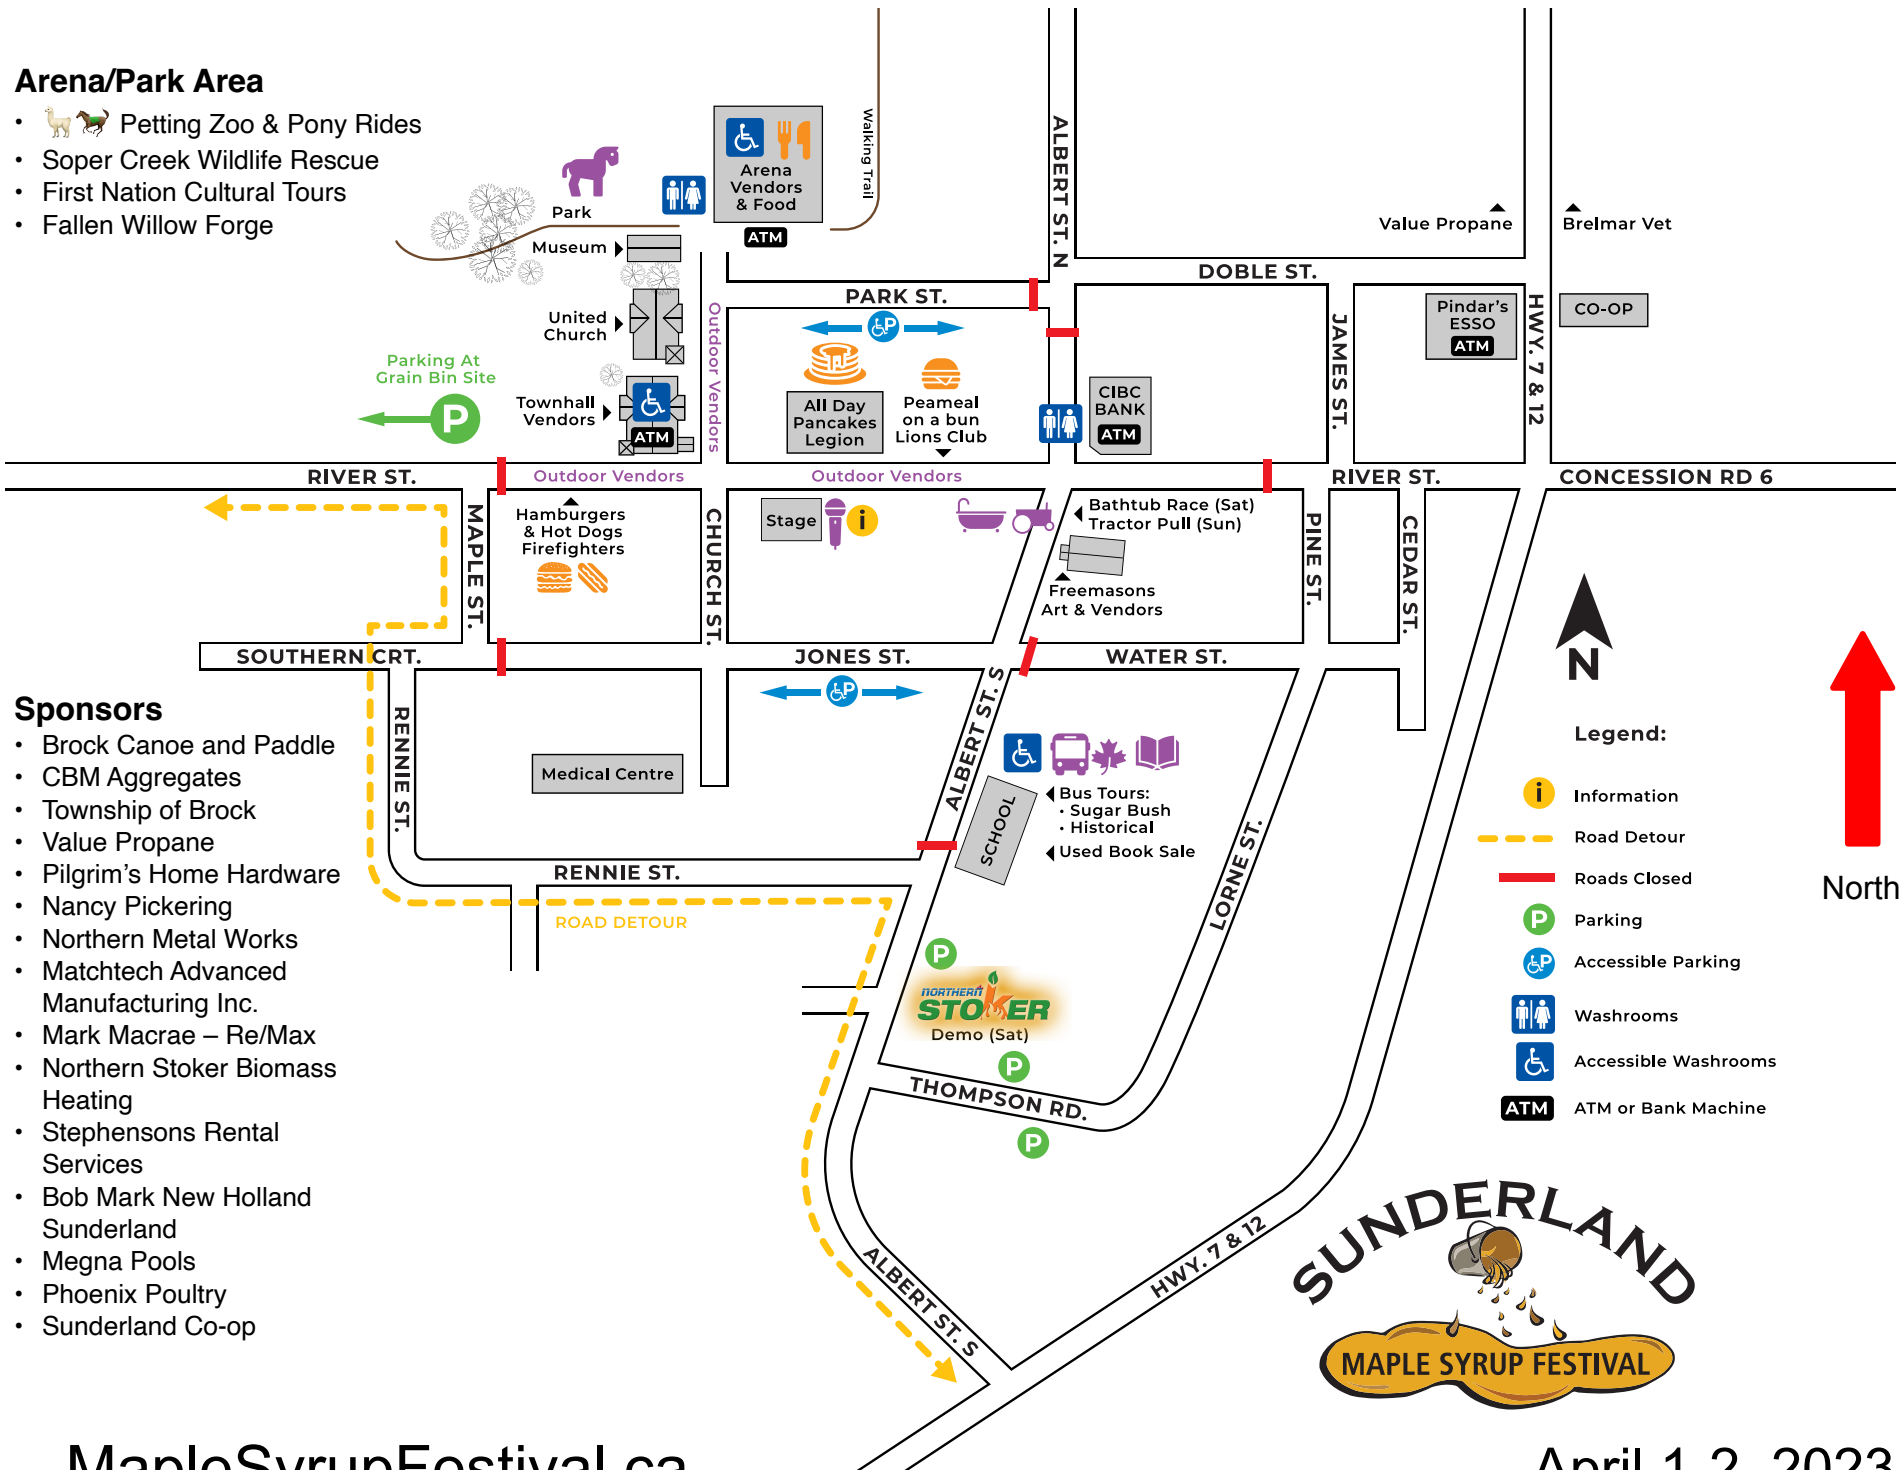 Arena/Park Area
• Petting Zoo & Pony Rides
• Soper Creek Wildlife Rescue
• First Nation Cultural Tours
• Fallen Willow Forge
Arena
Vendors
& Food
ATM
Walking Trail
Park
Museum
United
Church
Parking At
Grain Bin Site
P
Townhall
Vendors
ATM
Outdoor Vendors
PARK ST.
P
All Day
Pancakes
Legion
Peameal
on a bun
Lions Club
ALBERT ST. N
CIBC
BANK
ATM
DOBLE ST.
JAMES ST.
Value Propane
Brelmar Vet
Pindar's
ESSO
ATM
HWY. 7 & 12
CO-OP
RIVER ST.
Outdoor Vendors
Outdoor Vendors
RIVER ST.
CONCESSION RD 6
MAPLE ST.
Hamburgers
& Hot Dogs
Firefighters
CHURCH ST.
Stage
i
Bathtub Race (Sat)
Tractor Pull (Sun)
Freemasons
Art & Vendors
PINE ST.
CEDAR ST.
SOUTHERN CRT.
JONES ST.
WATER ST.
P
ALBERT ST. S
RENNIE ST.
Medical Centre
SCHOOL
Bus Tours:
• Sugar Bush
• Historical
Used Book Sale
LORNE ST.
RENNIE ST.
ROAD DETOUR
P
NORTHERN
STOKER
Demo (Sat)
P
THOMPSON RD.
P
ALBERT ST. S
HWY. 7 & 12
N
North
Legend:
i Information
Road Detour
Roads Closed
P Parking
P Accessible Parking
Washrooms
Accessible Washrooms
ATM ATM or Bank Machine
Sponsors
• Brock Canoe and Paddle
• CBM Aggregates
• Township of Brock
• Value Propane
• Pilgrim's Home Hardware
• Nancy Pickering
• Northern Metal Works
• Matchtech Advanced
Manufacturing Inc.
• Mark Macrae – Re/Max
• Northern Stoker Biomass
Heating
• Stephensons Rental
Services
• Bob Mark New Holland
Sunderland
• Megna Pools
• Phoenix Poultry
• Sunderland Co-op
SUNDERLAND
MAPLE SYRUP FESTIVAL
MapleSyrupFestival.ca
April 1-2, 2023